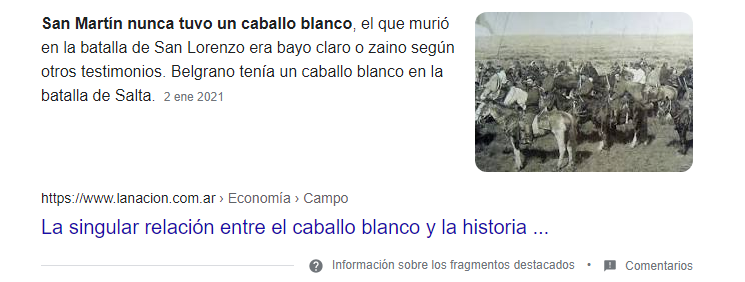 San Martín nunca tuvo un caballo blanco, el que murió
en la batalla de San Lorenzo era bayo claro o zaino según
otros testimonios. Belgrano tenía un caballo blanco en la
batalla de Salta. 2 ene 2021
https://www.lanacion.com.ar › Economía › Campo
La singular relación entre el caballo blanco y la historia ...
Información sobre los fragmentos destacados • Comentarios